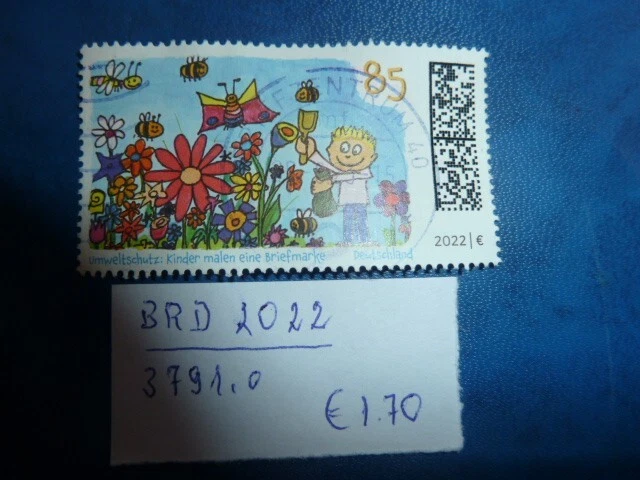 85
2022 | €
Umweltschutz: Kinder malen eine Briefmarke Deutschland
BRD 2022
3791.0
€ 1.70